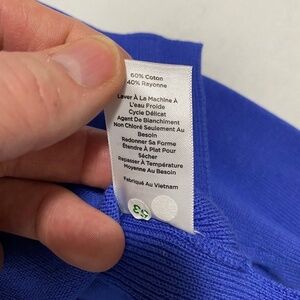 60% Coton
40% Rayonne
Laver À La Machine À
L'eau Froide
Cycle Délicat
Agent De Blanchiment
Non Chloré Seulement Au
Besoin
Redonner Sa Forme
Étendre À Plat Pour
Sécher
Repasser À Température
Moyenne Au Besoin
Fabriqué Au Vietnam
53